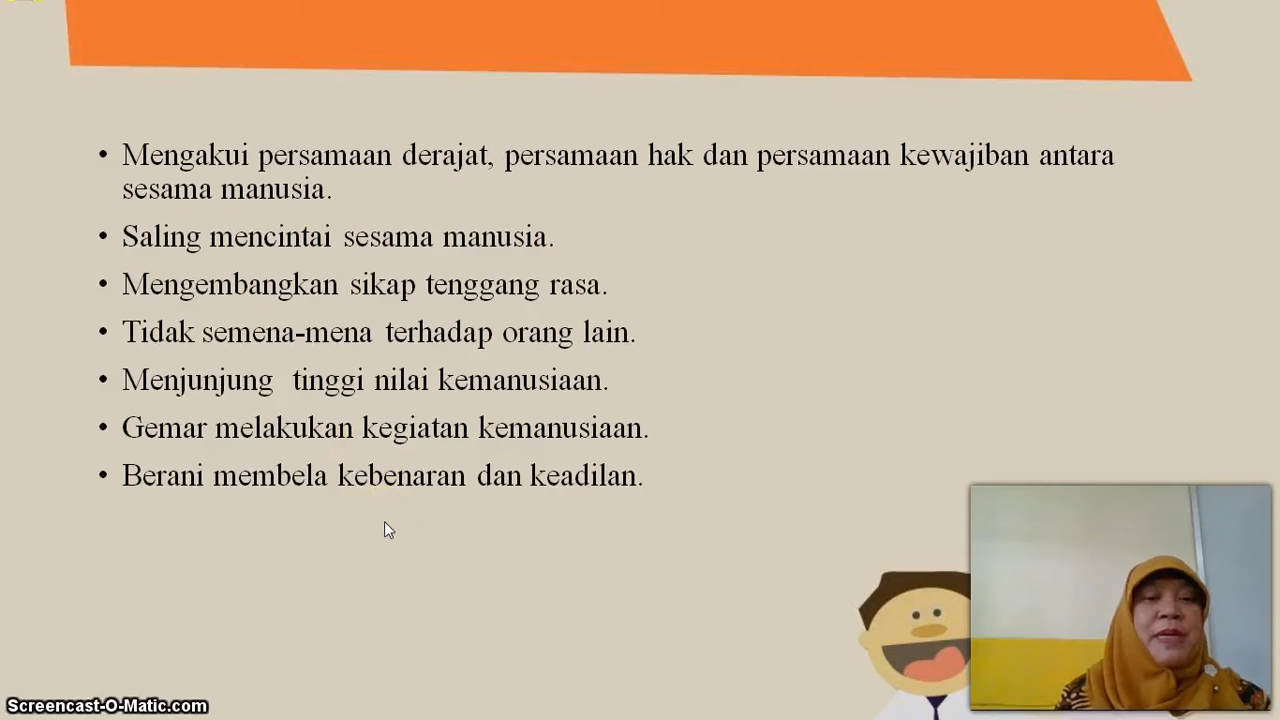 • Mengakui persamaan derajat, persamaan hak dan persamaan kewajiban antara
sesama manusia.
• Saling mencintai sesama manusia.
• Mengembangkan sikap tenggang rasa.
• Tidak semena-mena terhadap orang lain.
• Menjunjung tinggi nilai kemanusiaan.
• Gemar melakukan kegiatan kemanusiaan.
• Berani membela kebenaran dan keadilan.
Screencast-O-Matic.com